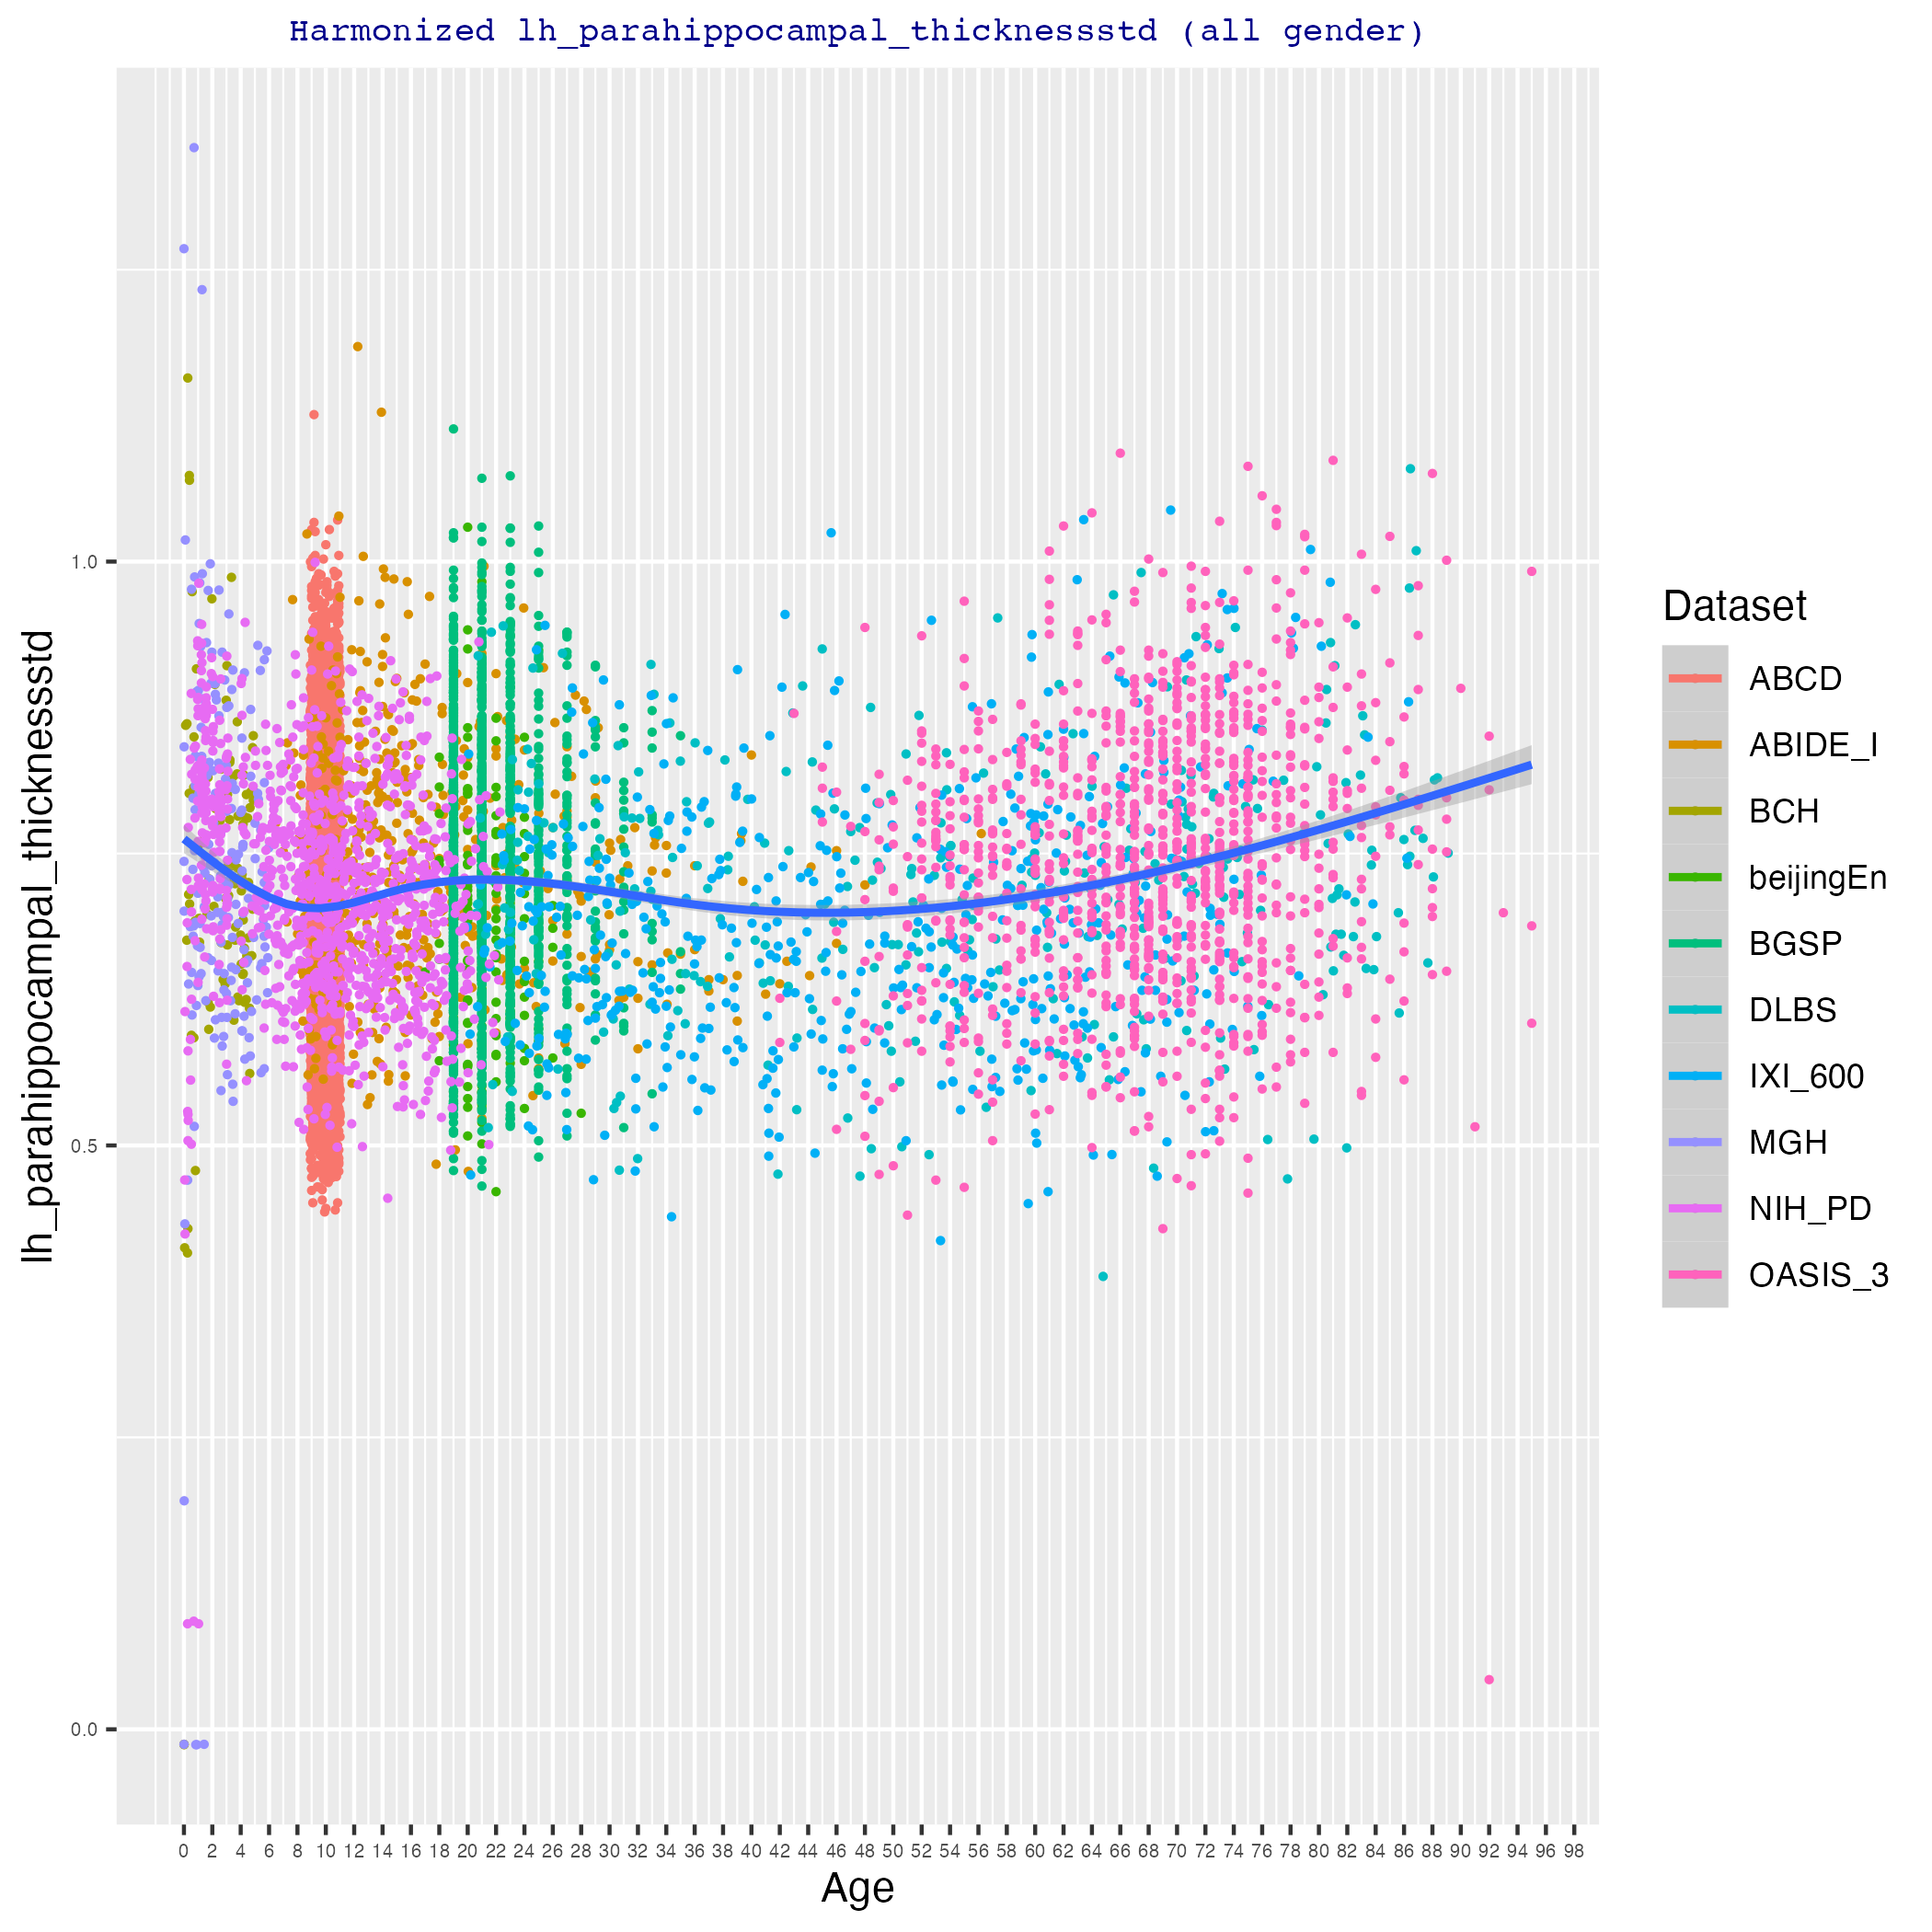 Harmonized lh_parahippocampal_thicknessstd (all gender)
lh_parahippocampal_thicknessstd
1.0
0.5
0.0
0 2 4 6 8 10 12 14 16 18 20 22 24 26 28 30 32 34 36 38 40 42 44 46 48 50 52 54 56 58 60 62 64 66 68 70 72 74 76 78 80 82 84 86 88 90 92 94 96 98
Age
Dataset
ABCD
ABIDE_I
BCH
beijingEn
BGSP
DLBS
IXI_600
MGH
NIH_PD
OASIS_3